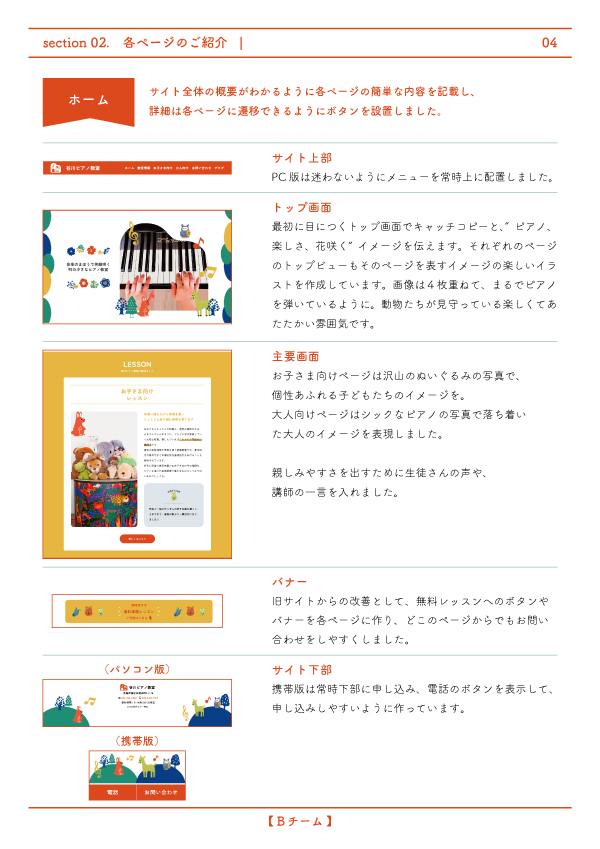 section 02. 各ページのご紹介 |
04
ホーム
サイト全体の概要がわかるように各ページの簡単な内容を記載し、
詳細は各ページに遷移できるようにボタンを設置しました。
谷川ピアノ教室
サイト上部
PC版は迷わないようにメニューを常時上に配置しました。
トップ画面
最初に目につくトップ画面でキャッチコピーと、”ピアノ、
楽しさ、花咲く”イメージを伝えます。それぞれのページ
のトップビューもそのページを表すイメージの楽しいイラ
ストを作成しています。画像は４枚重ねて、まるでピアノ
を弾いているように。動物たちが見守っている楽しくてあ
たたかい雰囲気です。
LESSON
お子さま向け
レッスン
主要画面
お子さま向けページは沢山のぬいぐるみの写真で、
個性あふれる子どもたちのイメージを。
大人向けページはシックなピアノの写真で落ち着い
た大人のイメージを表現しました。
親しみやすさを出すために生徒さんの声や、
講師の一言を入れました。
バナー
旧サイトからの改善として、無料レッスンへのボタンや
バナーを各ページに作り、どこのページからでもお問い
合わせをしやすくしました。
（パソコン版）
谷川ピアノ教室
（携帯版）
電話
お問い合わせ
サイト下部
携帯版は常時下部に申し込み、電話のボタンを表示して、
申し込みしやすいように作っています。
【Ｂチーム】